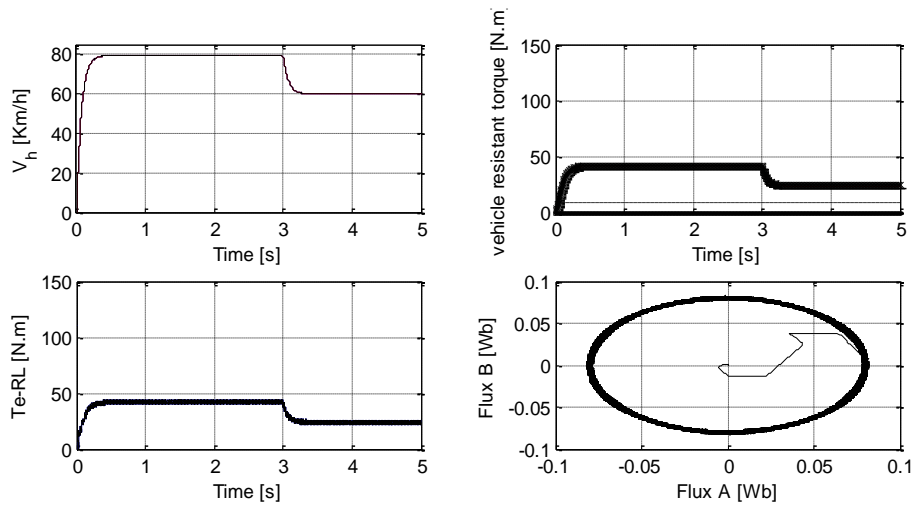 V_h [Km/h]
80
60
40
20
0
0 1 2 3 4 5
Time [s]
vehicle resistant torque [N.m
150
100
50
0
0 1 2 3 4 5
Time [s]
Te-RL [N.m]
150
100
50
0
0 1 2 3 4 5
Time [s]
Flux B [Wb]
0.1
0.05
0
-0.05
-0.1
-0.1 -0.05 0 0.05 0.1
Flux A [Wb]